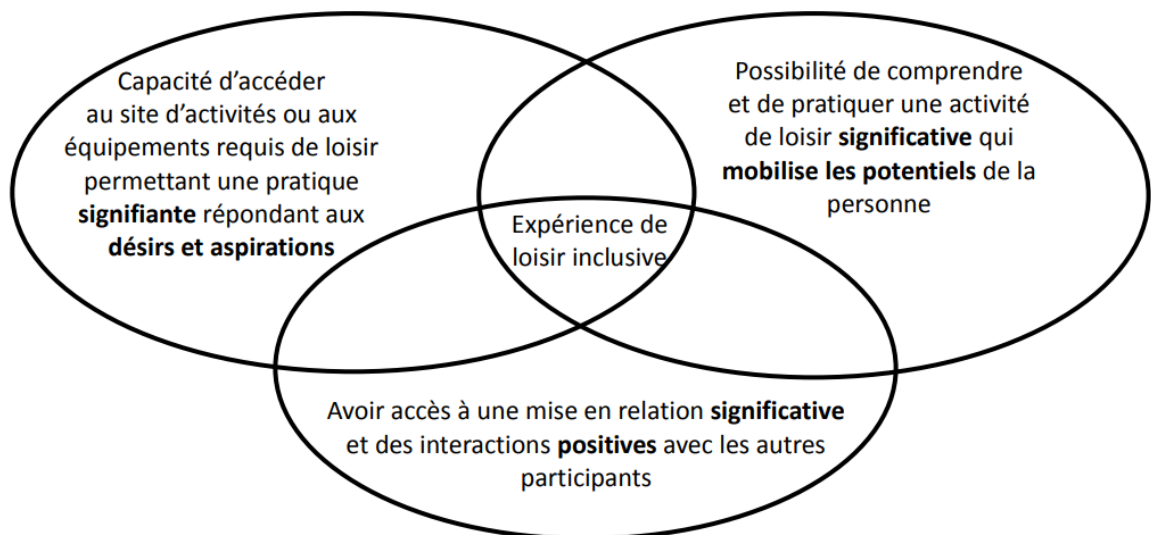 Capacité d'accéder
au site d'activités ou aux
équipements requis de loisir
permettant une pratique
signifiante répondant aux
désirs et aspirations
Possibilité de comprendre
et de pratiquer une activité
de loisir significative qui
mobilise les potentiels de la
personne
Expérience de
loisir inclusive
Avoir accès à une mise en relation significative
et des interactions positives avec les autres
participants